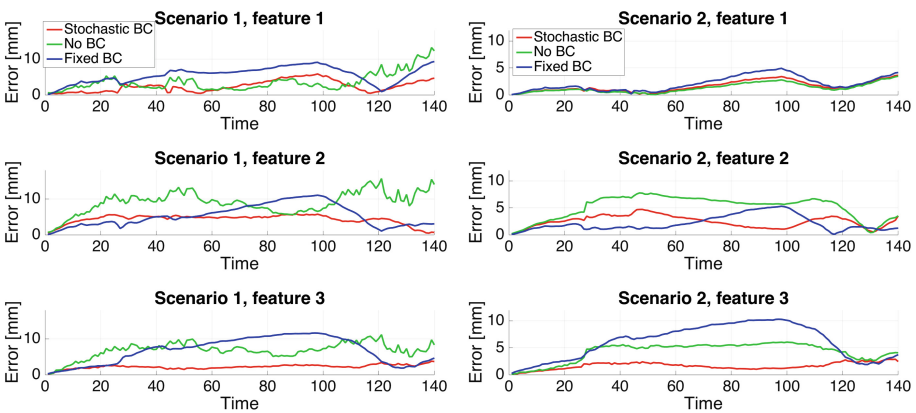 Scenario 1, feature 1
Error [mm]
10
0
Stochastic BC
No BC
Fixed BC
0 20 40 60 80 100 120 140
Time
Scenario 2, feature 1
Error [mm]
10
5
0
Stochastic BC
No BC
Fixed BC
0 20 40 60 80 100 120 140
Time
Scenario 1, feature 2
Error [mm]
10
0
0 20 40 60 80 100 120 140
Time
Scenario 2, feature 2
Error [mm]
10
5
0
0 20 40 60 80 100 120 140
Time
Scenario 1, feature 3
Error [mm]
10
0
0 20 40 60 80 100 120 140
Time
Scenario 2, feature 3
Error [mm]
10
5
0
0 20 40 60 80 100 120 140
Time